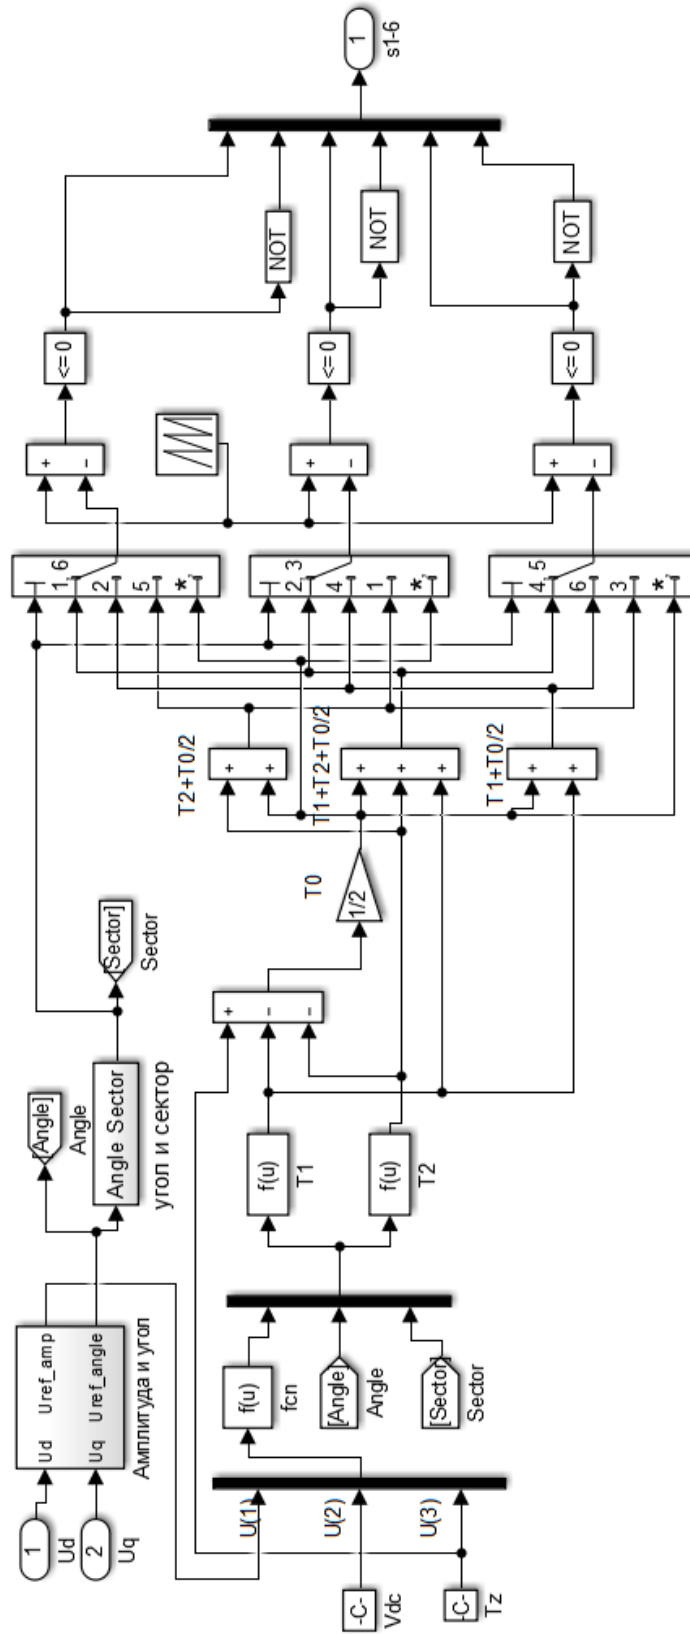 1
Ud
2
Uq
Ud Uref_amp
Uq Uref_angle
Амплитуда и угол
[Angle]
Angle
Angle Sector
угол и сектор
[Sector]
Sector
-C-
Vdc
-C-
Tz
U(1)
U(2)
U(3)
f(u)
fcn
[Angle]
Angle
[Sector]
Sector
f(u)
T1
f(u)
T2
+
-
-
1/2
T0
T2+T0/2
+
+
T1+T2+T0/2
+
+
+
T1+T0/2
+
+
1, 6
2
5
*,
2, 3
4
1
*,
4, 5
6
3
*,
+
-
+
-
+
-
<= 0
<= 0
<= 0
NOT
NOT
NOT
1
s1-6